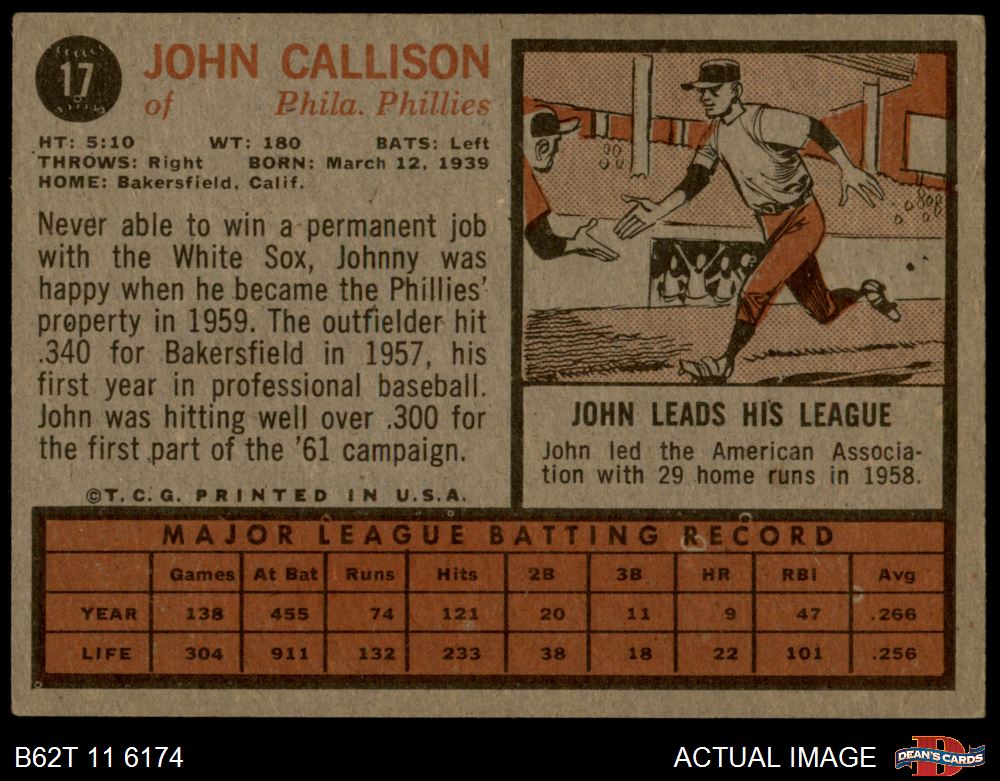 17
JOHN CALLISON
of Phila. Phillies
HT: 5:10 WT: 180 BATS: Left
THROWS: Right BORN: March 12, 1939
HOME: Bakersfield, Calif.
Never able to win a permanent job
with the White Sox, Johnny was
happy when he became the Phillies'
property in 1959. The outfielder hit
.340 for Bakersfield in 1957, his
first year in professional baseball.
John was hitting well over .300 for
the first part of the '61 campaign.
©T.C.G. PRINTED IN U.S.A.
JOHN LEADS HIS LEAGUE
John led the American Associa-
tion with 29 home runs in 1958.
MAJOR LEAGUE BATTING RECORD
Games At Bat Runs Hits 2B 3B HR RBI Avg
YEAR 138 455 74 121 20 11 9 47 .266
LIFE 304 911 132 233 38 18 22 101 .256
B62T 11 6174 ACTUAL IMAGE DEAN'S CARDS